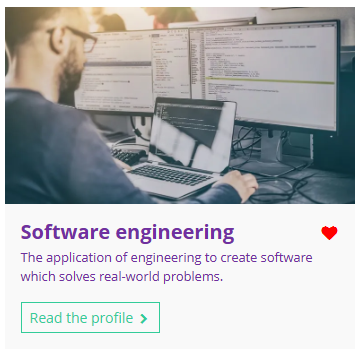 Software engineering
The application of engineering to create software
which solves real-world problems.
Read the profile